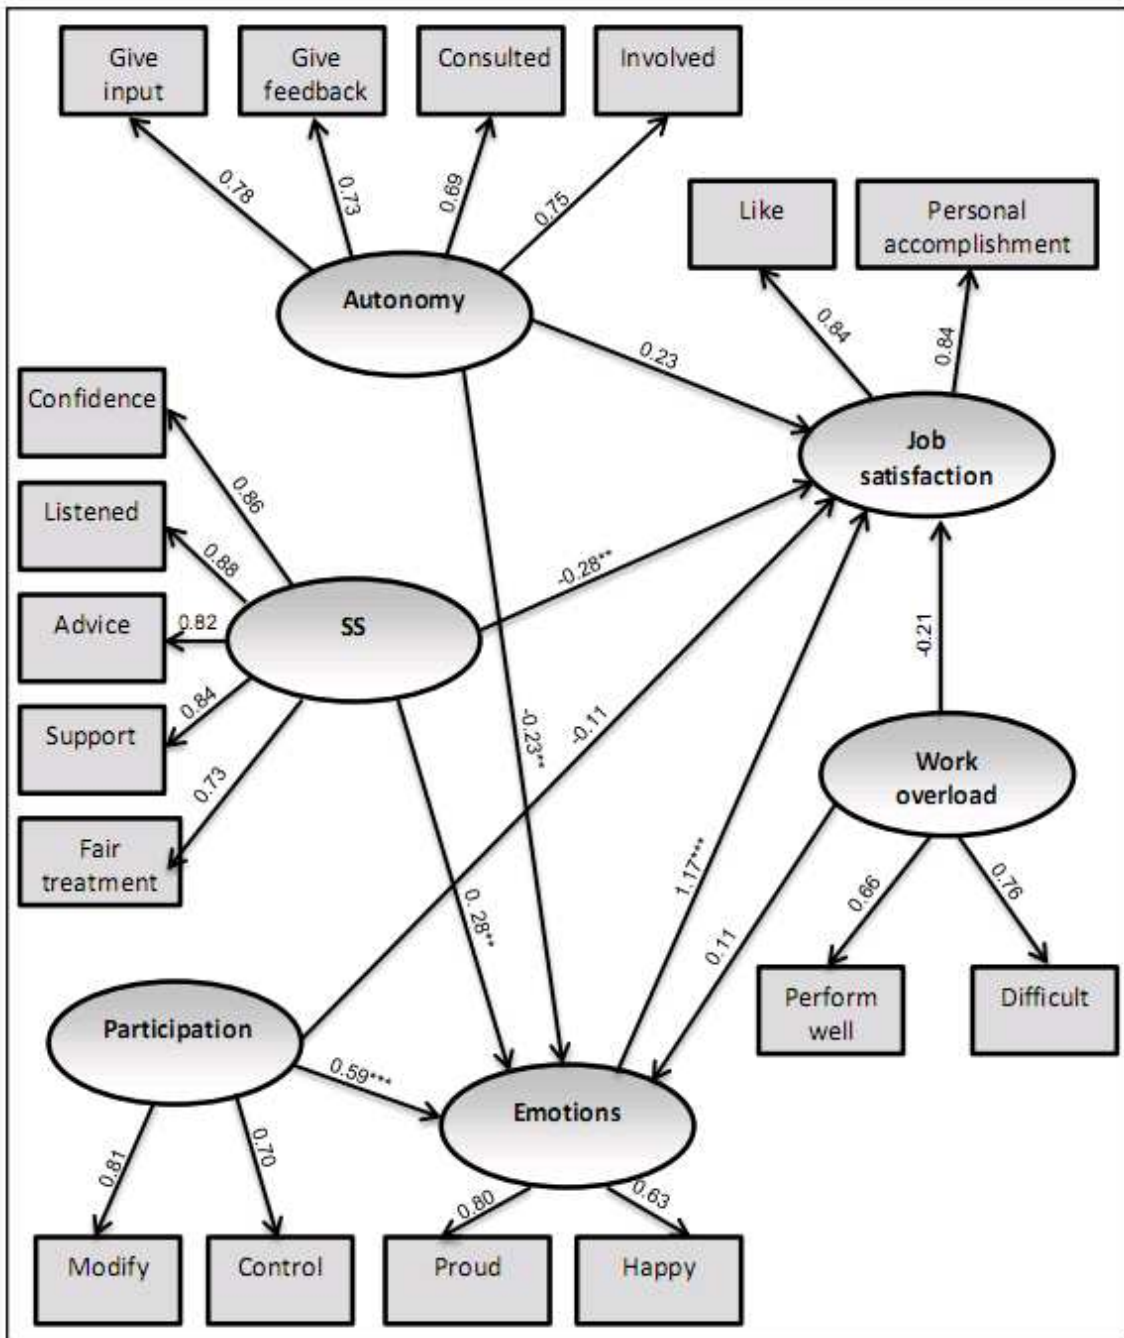 Give
input
Give
feedback
Consulted
Involved
0.78
0.73
0.69
0.75
Like
Personal
accomplishment
Autonomy
0.84
0.84
0.23
Confidence
Job
satisfaction
0.86
Listened
0.88
-0.28**
Advice
0.82
SS
-0.21
Support
0.84
-0.23**
-0.11
0.73
Work
overload
Fair
treatment
1.17***
0.66
0.76
0. 28**
0.11
Perform
well
Difficult
Participation
0.59***
Emotions
0.81
0.70
0.80
0.63
Modify
Control
Proud
Happy